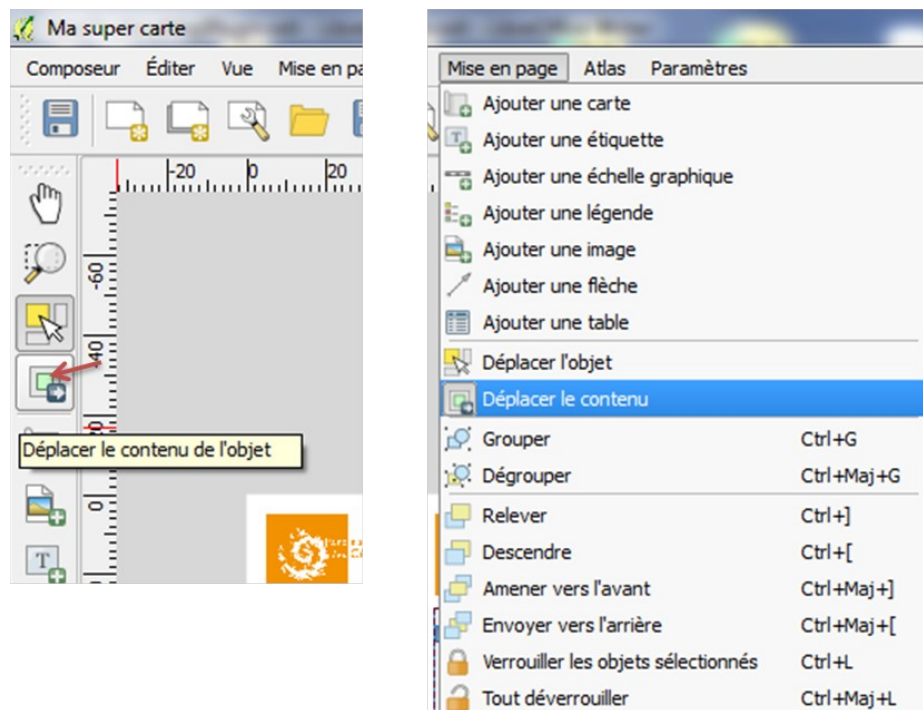 Ma super carte
Composeur Éditer Vue Mise en pa
-20 0 20
-60
-40
-20
Déplacer le contenu de l'objet
0
T
Mise en page Atlas Paramètres
Ajouter une carte
Ajouter une étiquette
Ajouter une échelle graphique
Ajouter une légende
Ajouter une image
Ajouter une flèche
Ajouter une table
Déplacer l'objet
Déplacer le contenu
Grouper Ctrl+G
Dégrouper Ctrl+Maj+G
Relever Ctrl+]
Descendre Ctrl+[
Amener vers l'avant Ctrl+Maj+]
Envoyer vers l'arrière Ctrl+Maj+[
Verrouiller les objets sélectionnés Ctrl+L
Tout déverrouiller Ctrl+Maj+L